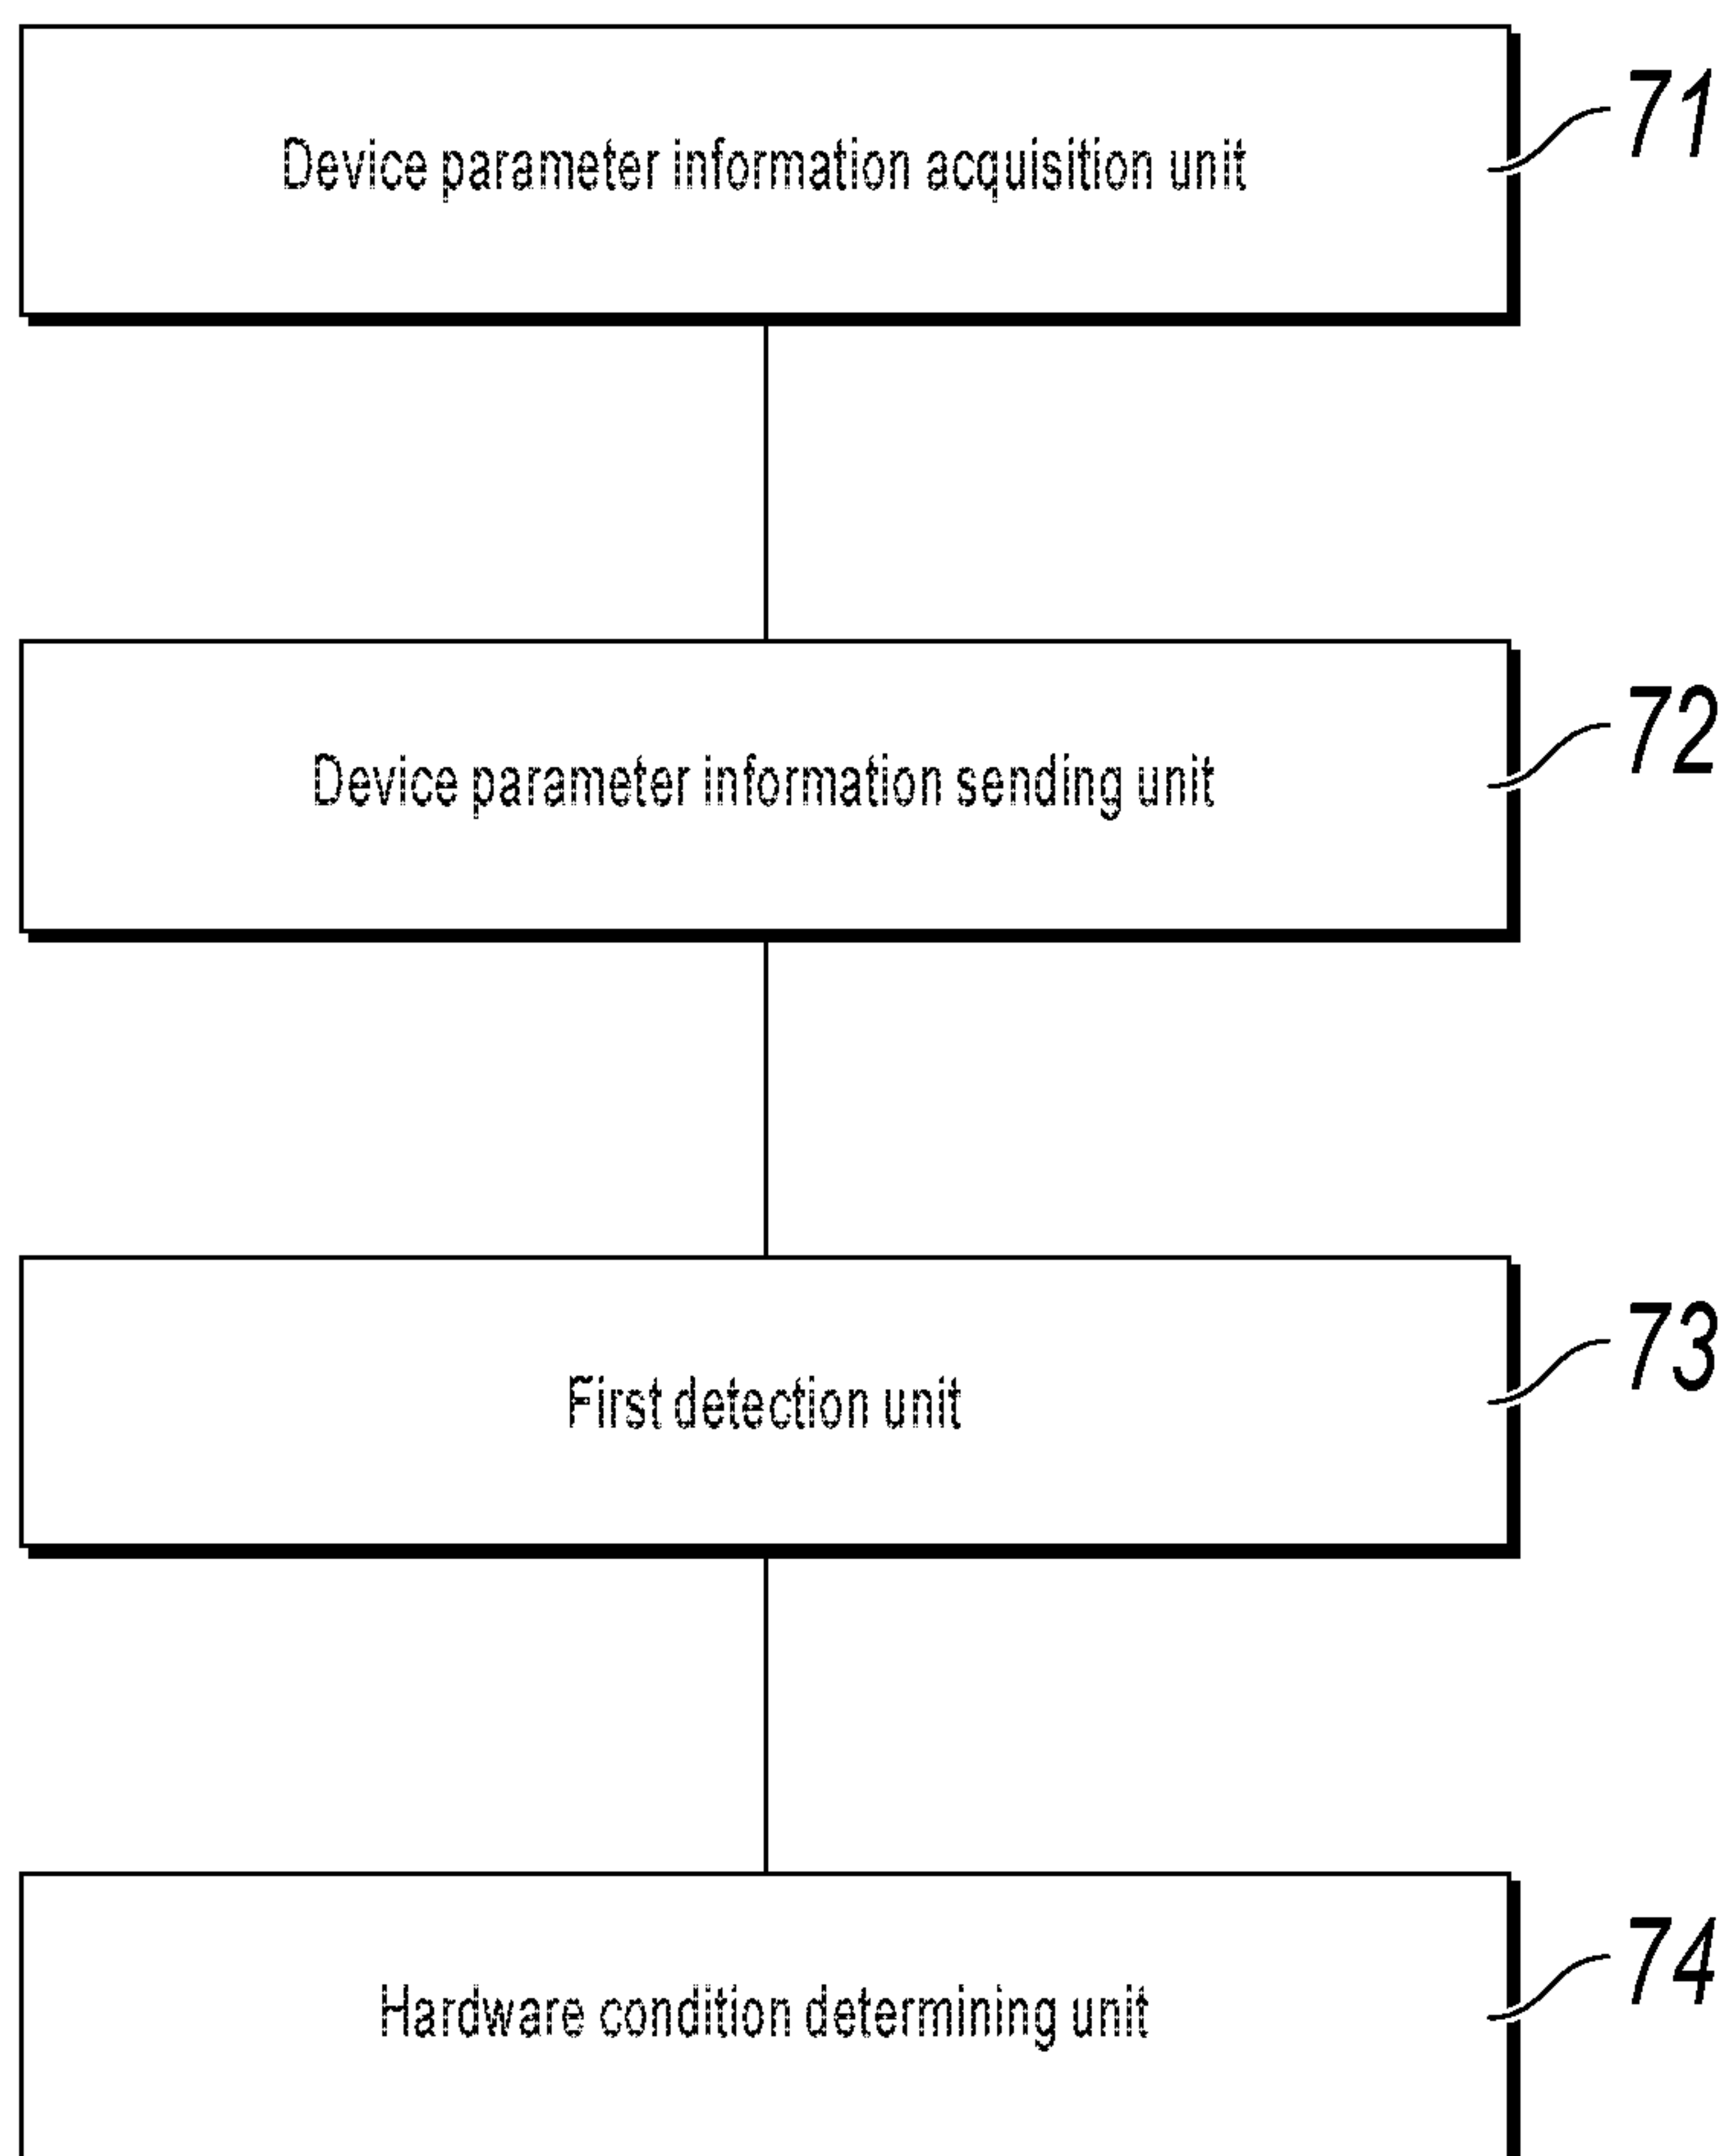 Device parameter information acquisition unit
71
Device parameter information sending unit
72
First detection unit
73
Hardware condition determining unit
74